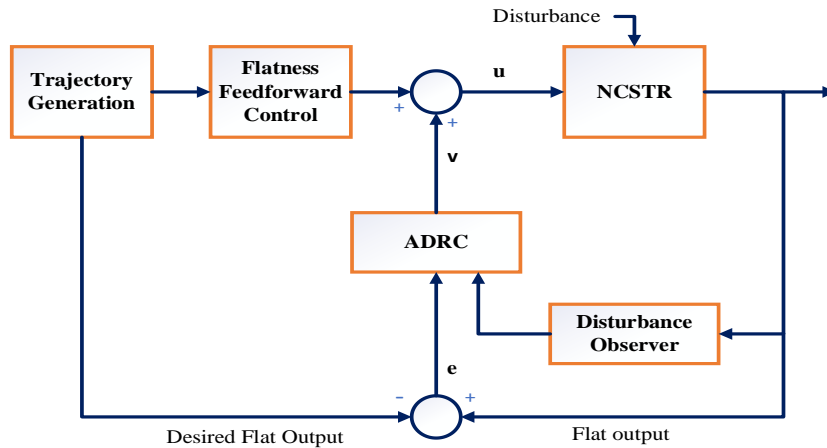 Disturbance
Trajectory
Generation
Flatness
Feedforward
Control
+
+
u
NCSTR
v
ADRC
Disturbance
Observer
e
-
+
Desired Flat Output
Flat output